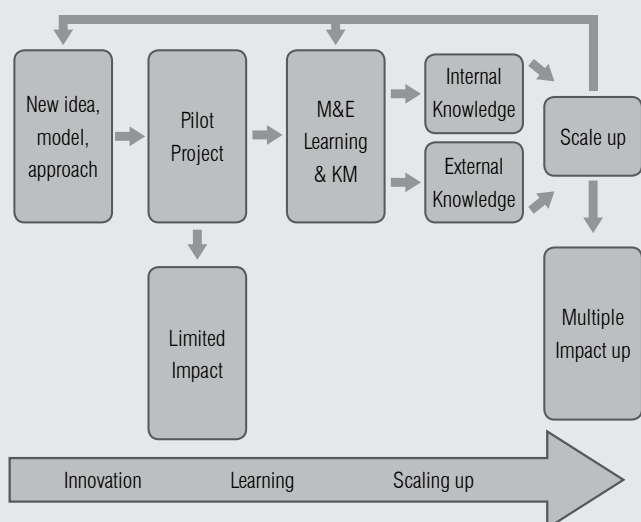 New idea,
model,
approach
Pilot
Project
M&E
Learning
& KM
Internal
Knowledge
External
Knowledge
Scale up
Limited
Impact
Multiple
Impact up
Innovation Learning Scaling up